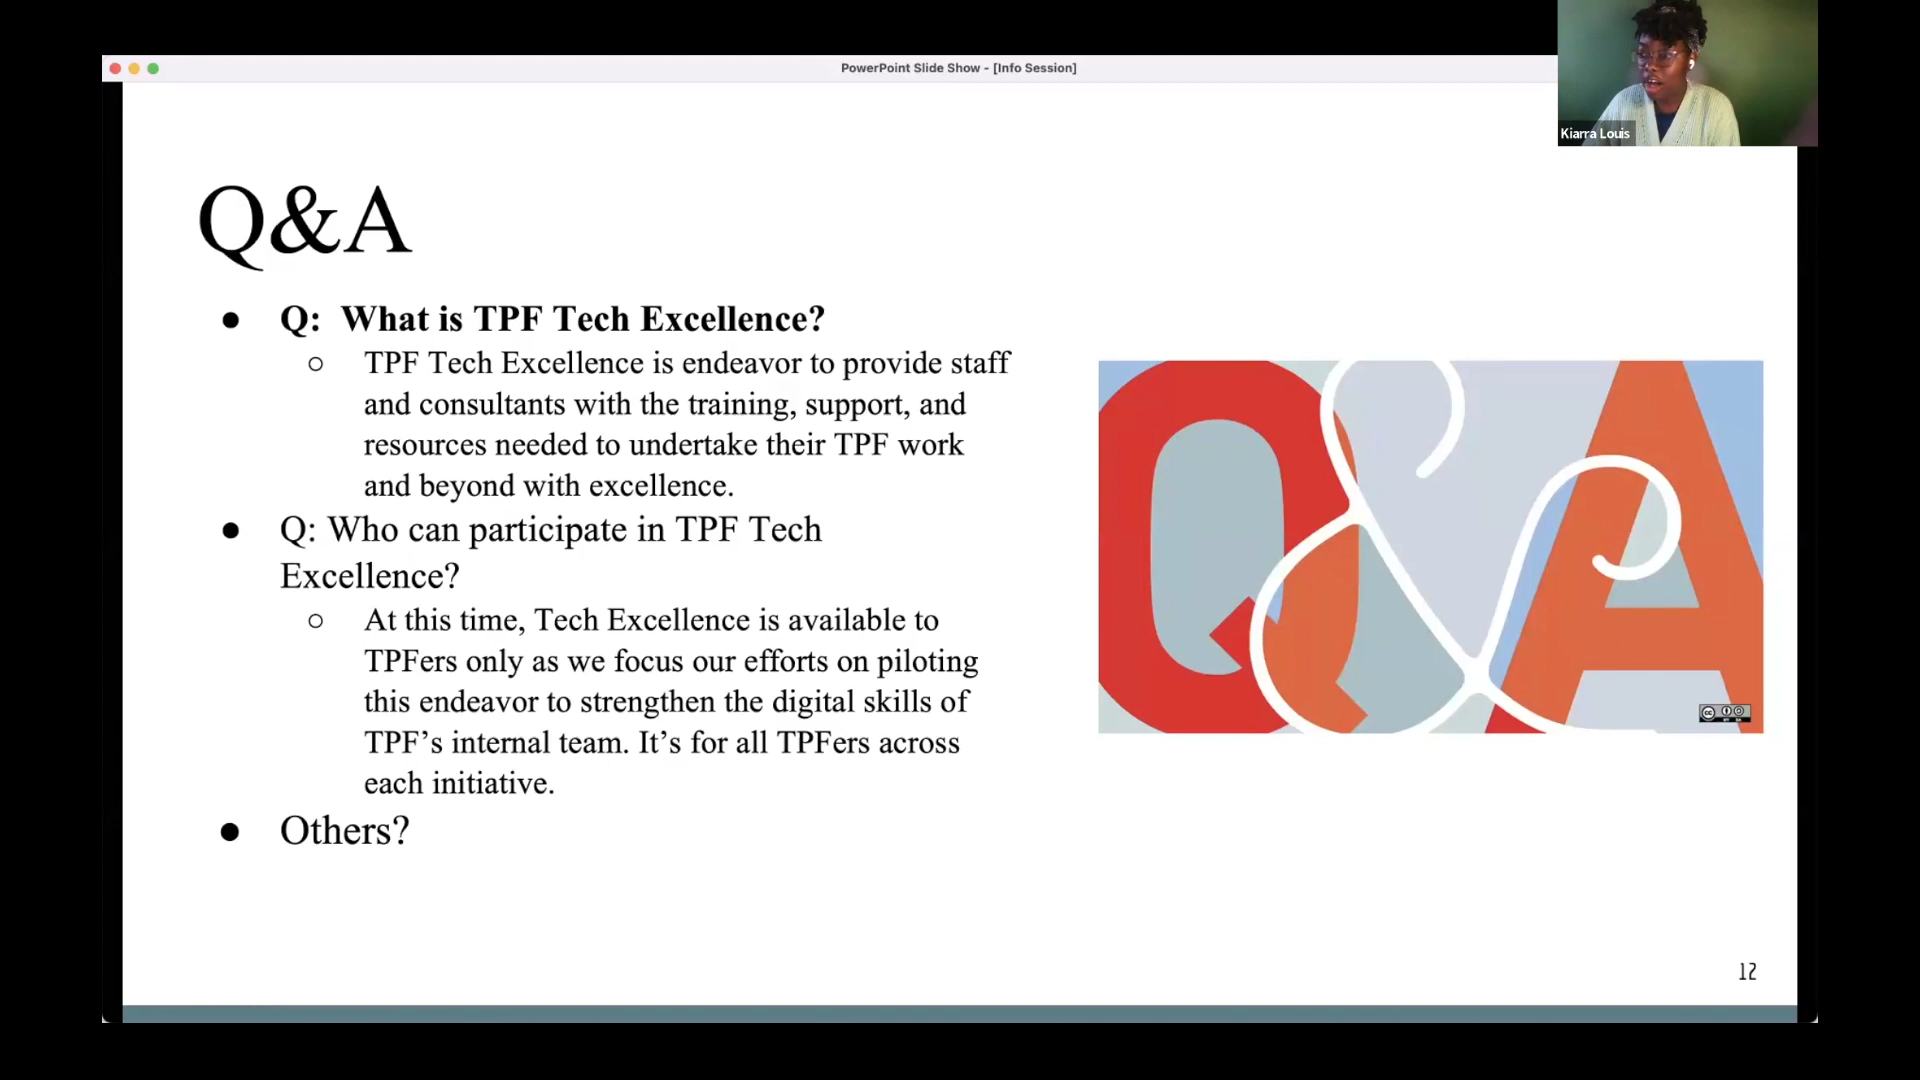 PowerPoint Slide Show - [Info Session]
Kiarra Louis
Q&A
● Q: What is TPF Tech Excellence?
○ TPF Tech Excellence is endeavor to provide staff
and consultants with the training, support, and
resources needed to undertake their TPF work
and beyond with excellence.
● Q: Who can participate in TPF Tech
Excellence?
○ At this time, Tech Excellence is available to
TPFers only as we focus our efforts on piloting
this endeavor to strengthen the digital skills of
TPF’s internal team. It’s for all TPFers across
each initiative.
● Others?
Q&A
cc
12